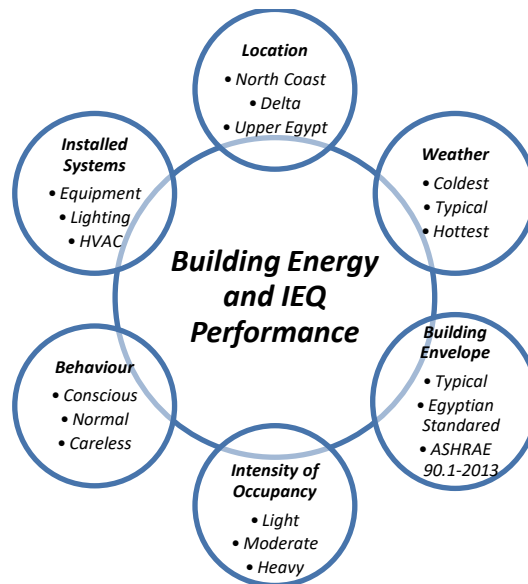 Location
• North Coast
• Delta
• Upper Egypt
Installed
Systems
• Equipment
• Lighting
• HVAC
Weather
• Coldest
• Typical
• Hottest
Building Energy
and IEQ
Performance
Building
Envelope
• Typical
• Egyptian
Standared
• ASHRAE
90.1-2013
Behaviour
• Conscious
• Normal
• Careless
Intensity of
Occupancy
• Light
• Moderate
• Heavy